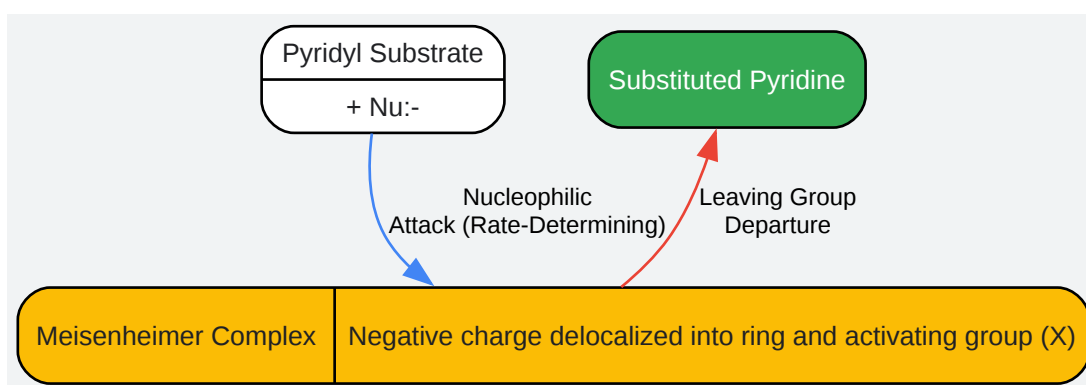 Pyridyl Substrate
+ Nu:-
Substituted Pyridine
Nucleophilic
Attack (Rate-Determining)
Leaving Group
Departure
Meisenheimer Complex
Negative charge delocalized into ring and activating group (X)